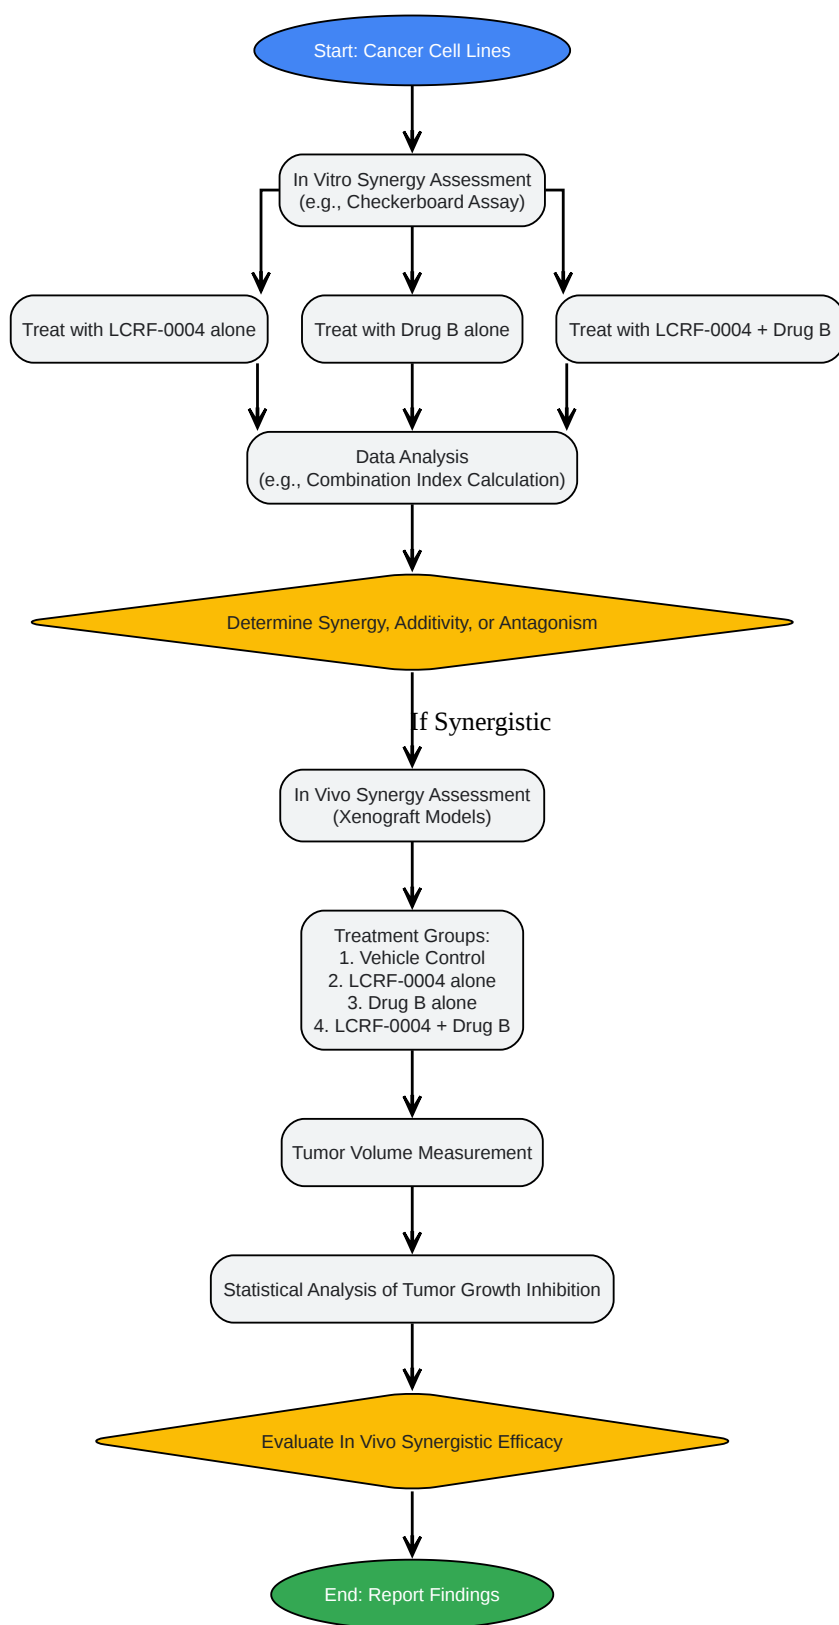 Start: Cancer Cell Lines
In Vitro Synergy Assessment
(e.g., Checkerboard Assay)
Treat with LCRF-0004 alone
Treat with Drug B alone
Treat with LCRF-0004 + Drug B
Data Analysis
(e.g., Combination Index Calculation)
Determine Synergy, Additivity, or Antagonism
If Synergistic
In Vivo Synergy Assessment
(Xenograft Models)
Treatment Groups:
1. Vehicle Control
2. LCRF-0004 alone
3. Drug B alone
4. LCRF-0004 + Drug B
Tumor Volume Measurement
Statistical Analysis of Tumor Growth Inhibition
Evaluate In Vivo Synergistic Efficacy
End: Report Findings